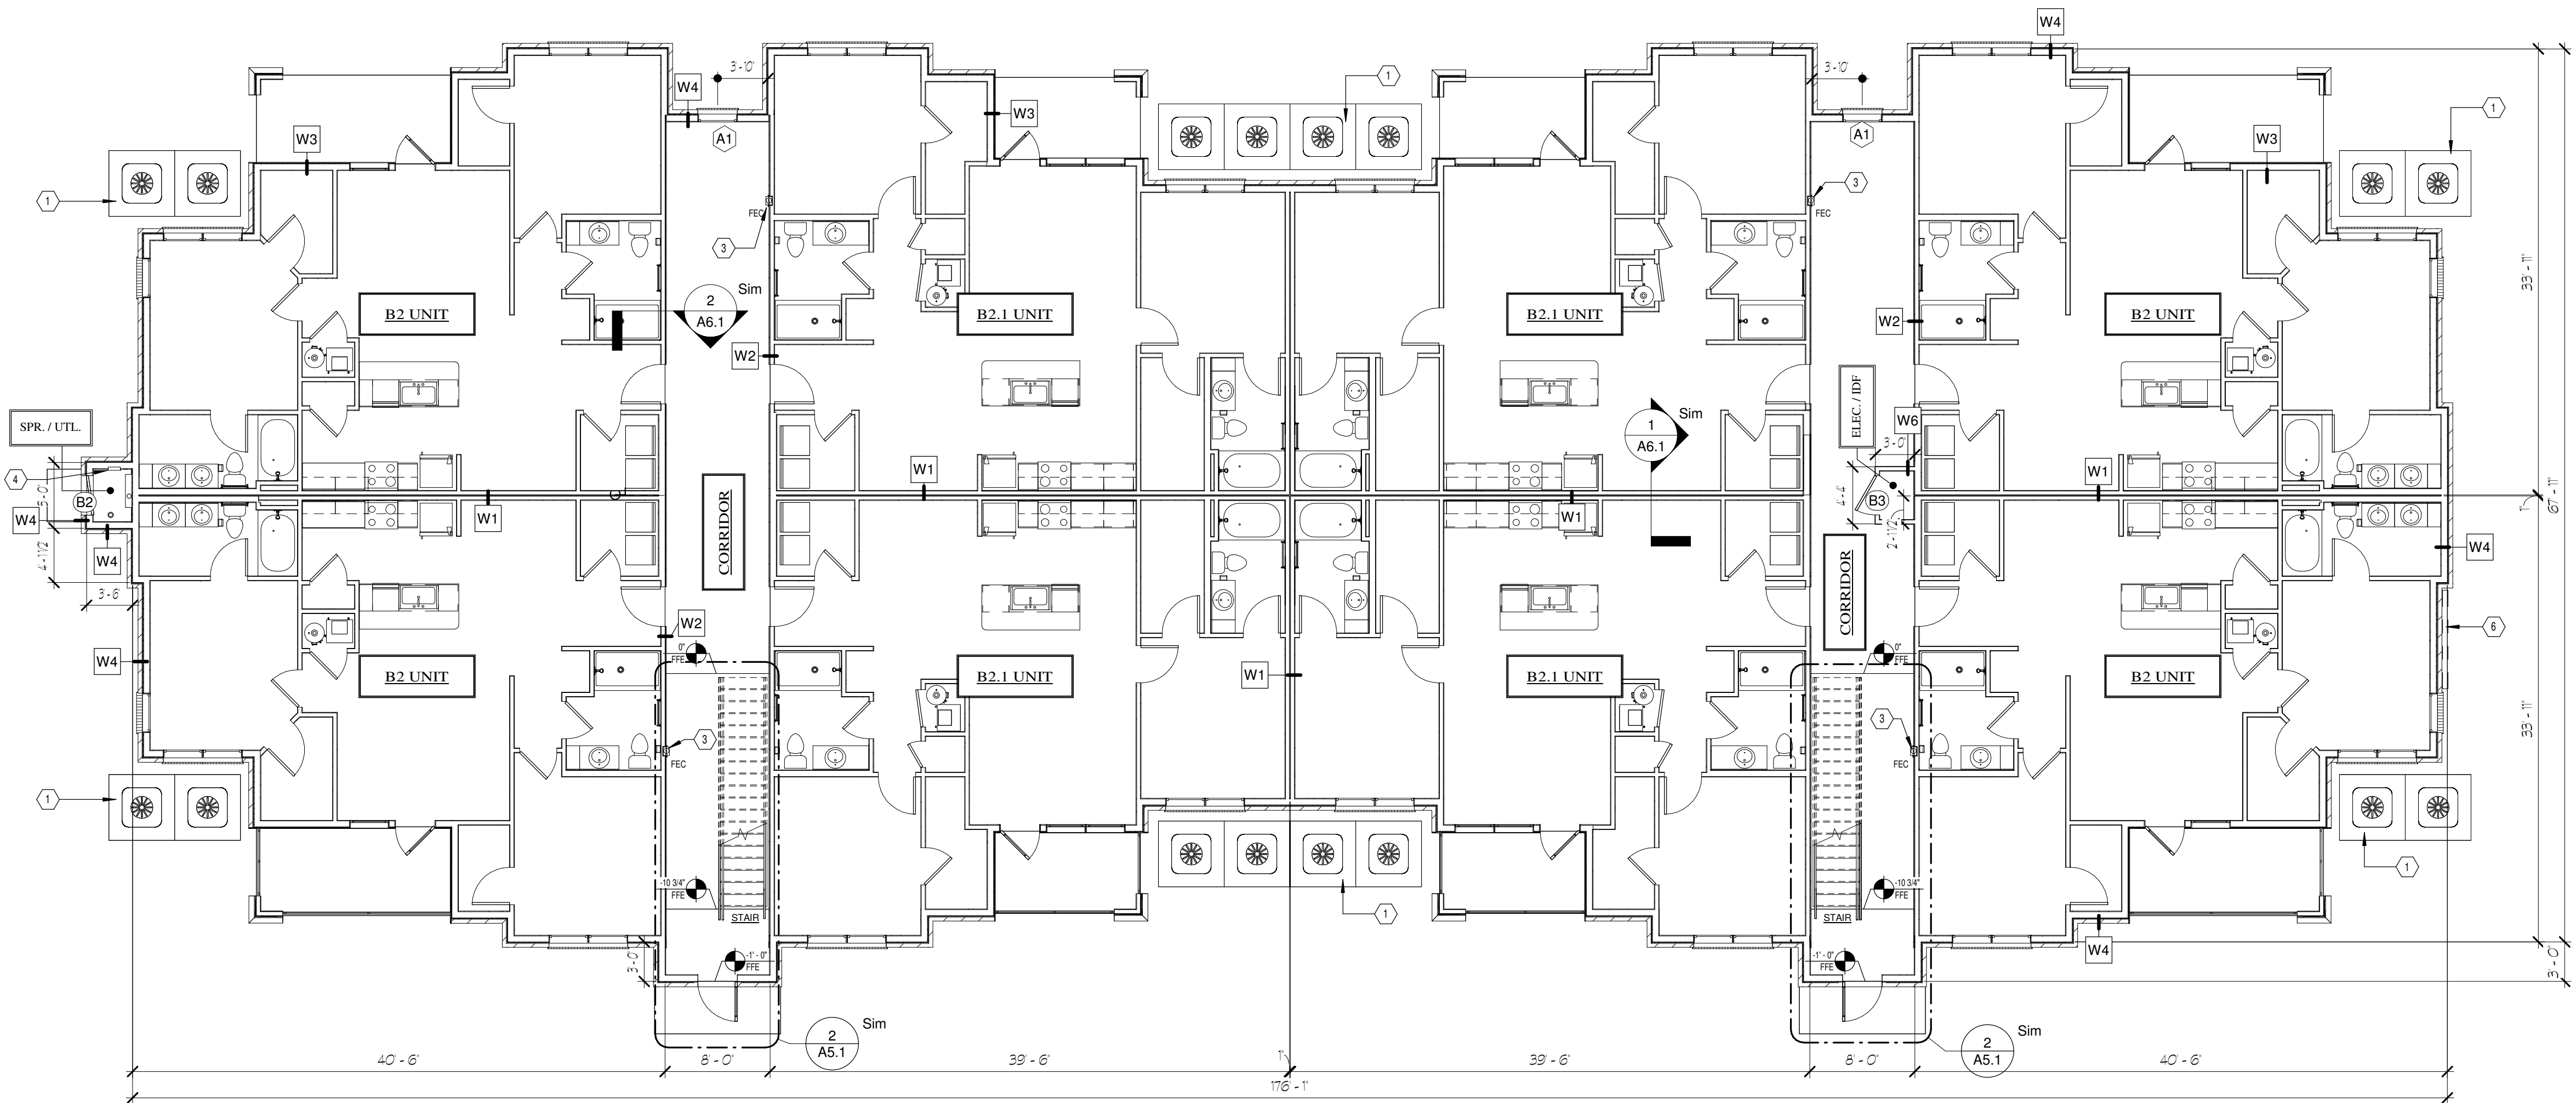 W4
W4
3'-10"
3'-10"
1
1
W3
W3
A1
A1
W3
1
3
FEC
3
FEC
2
A6.1
Sim
B2 UNIT
B2.1 UNIT
B2.1 UNIT
B2 UNIT
W2
W2
33'-11"
SPR. / UTL.
1
A6.1
Sim
ELEC. / IDF
W6
3'-0"
4
5'-0"
B2
W1
W1
W1
W1
CORRIDOR
4'-4"
B3
2'-11 1/2"
1"
67'-11"
W4
W4
4'-11 1/2"
3'-6"
W4
CORRIDOR
W2
0"
FFE
0"
FFE
6
W4
B2 UNIT
B2.1 UNIT
W1
B2.1 UNIT
B2 UNIT
33'-11"
3
FEC
3
FEC
1
1
-10 3/4"
FFE
-10 3/4"
FFE
STAIR
STAIR
1
W4
3'-0"
-1'-0"
FFE
-1'-0"
FFE
3'-0"
2
A5.1
Sim
2
A5.1
Sim
40'-6"
8'-0"
39'-6"
1"
39'-6"
8'-0"
40'-6"
176'-1"